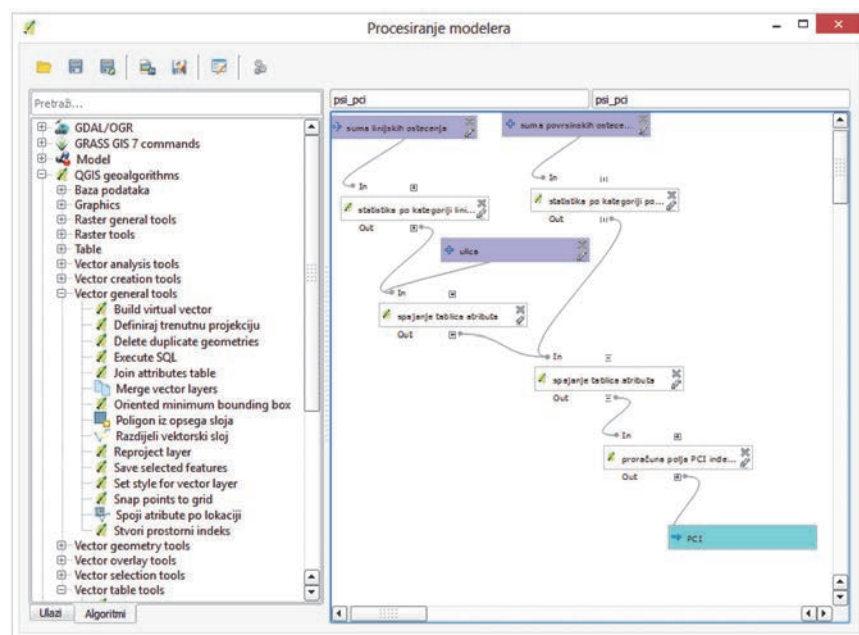 Procesiranje modelera
Pretraži...
GDAL/OGR
GRASS GIS 7 commands
Model
QGIS geoalgorithms
Baza podataka
Graphics
Raster general tools
Raster tools
Table
Vector analysis tools
Vector creation tools
Vector general tools
Build virtual vector
Definiraj trenutnu projekciju
Delete duplicate geometries
Execute SQL
Join attributes table
Merge vector layers
Oriented minimum bounding box
Poligon iz opsega sloja
Razdijeli vektorski sloj
Reproject layer
Save selected features
Set style for vector layer
Snap points to grid
Spoji atribute po lokaciji
Stvori prostorni indeks
Vector geometry tools
Vector overlay tools
Vector selection tools
Vector table tools
Ulazi
Algoritmi
psi_pci
psi_pci
suma linijskih ostecenja
suma povrsinskih ostece...
In
In
statistika po kategoriji lini...
statistika po kategoriji po...
Out
Out
ulice
In
spajanje tablica atributa
Out
In
spajanje tablica atributa
Out
In
proračuna polja PCI inde...
Out
PCI